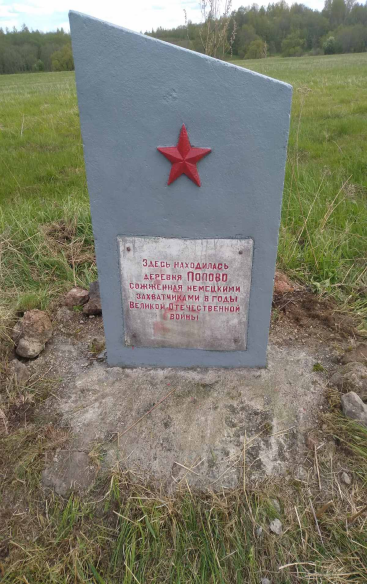 Здесь находилась
деревня Попово,
сожженная немецкими
захватчиками в годы
Великой Отечественной
войны